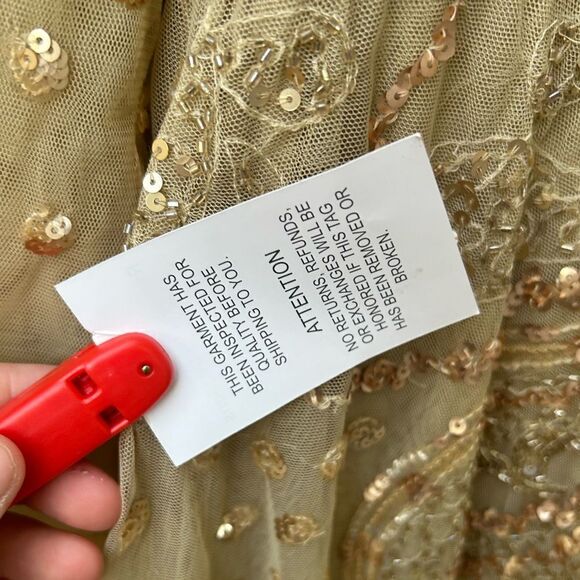 THIS GARMENT HAS
BEEN INSPECTED FOR
QUALITY BEFORE
SHIPPING TO YOU.
ATTENTION
NO RETURNS, REFUNDS,
OR EXCHANGES WILL BE
HONORED IF THIS TAG
HAS BEEN REMOVED OR
BROKEN.